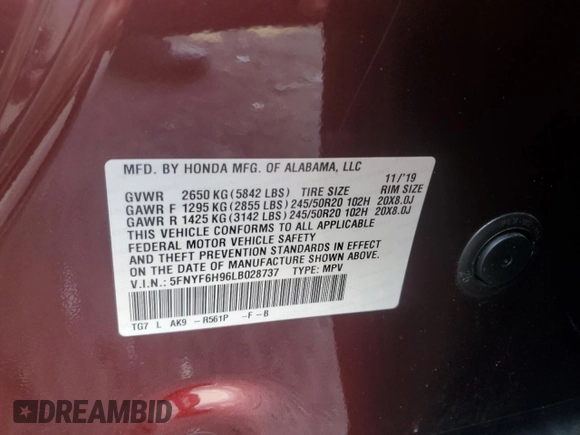 MFD. BY HONDA MFG. OF ALABAMA, LLC
11/'19
GVWR 2650 KG (5842 LBS) TIRE SIZE RIM SIZE
GAWR F 1295 KG (2855 LBS) 245/50R20 102H 20X8.0J
GAWR R 1425 KG (3142 LBS) 245/50R20 102H 20X8.0J
THIS VEHICLE CONFORMS TO ALL APPLICABLE
FEDERAL MOTOR VEHICLE SAFETY
AND THEFT PREVENTION STANDARDS IN EFFECT
ON THE DATE OF MANUFACTURE SHOWN ABOVE.
V.I.N.: 5FNYF6H96LB028737 TYPE: MPV
TG7 L AK9 -R561P -F-B
DREAMBID